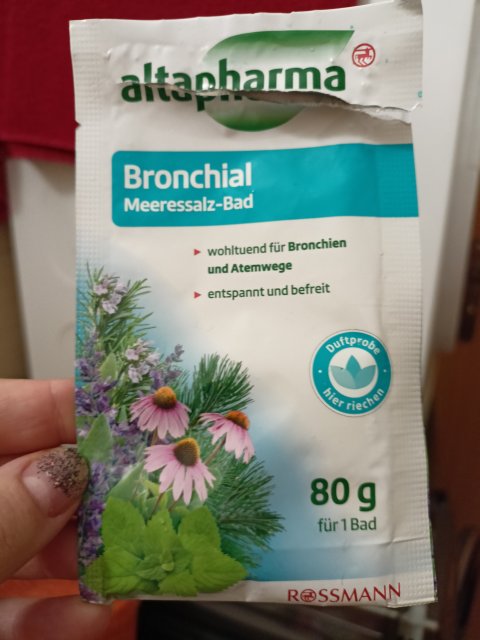 altapharma
Bronchial
Meeressalz-Bad
wohltuend für Bronchien
und Atemwege
entspannt und befreit
Duftprobe
hier riechen
80 g
für 1 Bad
ROSSMANN